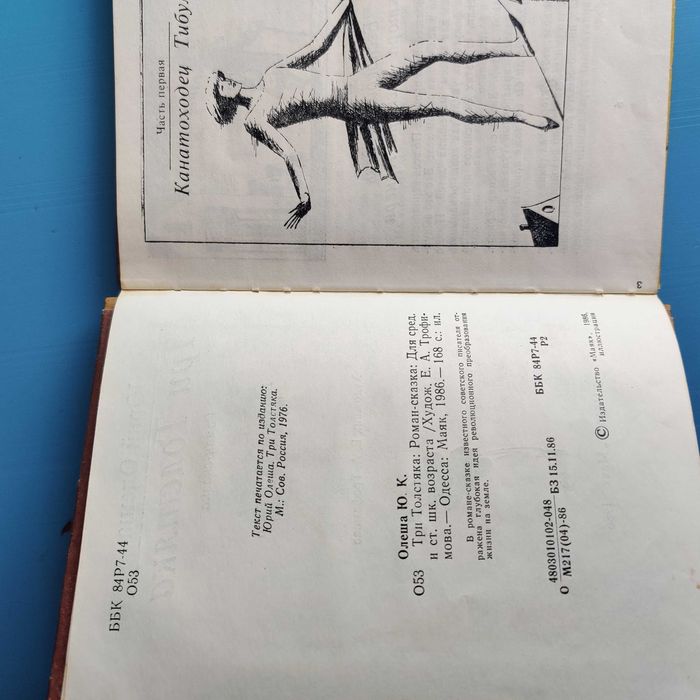 ББК 84Р7-44
О53
Текст печатается по изданию:
Юрий Олеша. Три Толстяка.
М.: Сов. Россия, 1976.
Олеша Ю. К.
О53 Три Толстяка: Роман-сказка: Для сред.
и ст. шк. возраста /Худож. Е. А. Трофи-
мова.— Одесса: Маяк, 1986.— 168 с.: ил.
В романе-сказке известного советского писателя от-
ражена глубокая идея революционного преобразования
жизни на земле.
О 4803010102-048
М217(04)-86
БЗ 15.11.86
ББК 84Р7-44
Р2
© Издательство «Маяк», 1986,
иллюстрации
Часть первая
Канатоходец Тибул
3